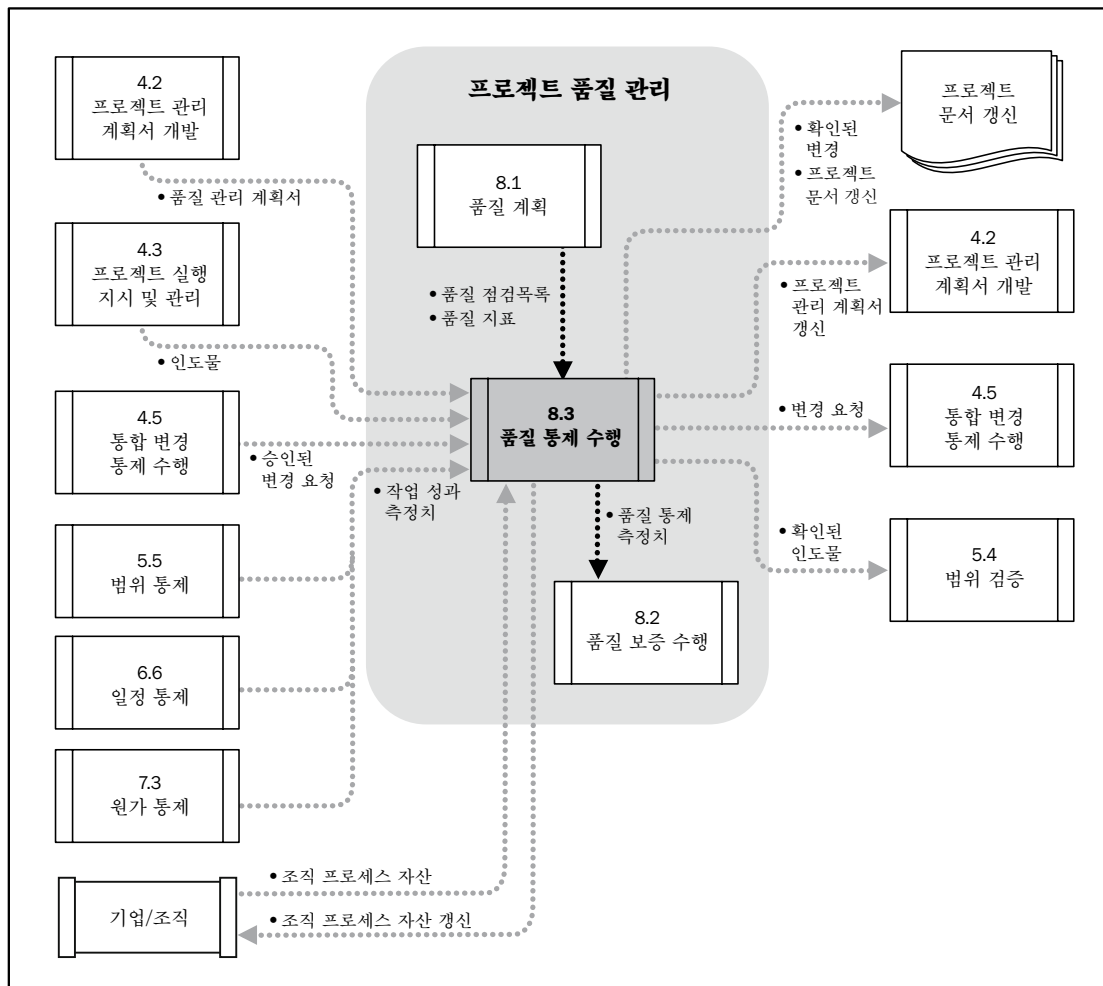 프로젝트 품질 관리
4.2
프로젝트 관리
계획서 개발
• 품질 관리 계획서
4.3
프로젝트 실행
지시 및 관리
• 인도물
4.5
통합 변경
통제 수행
• 승인된
변경 요청
5.5
범위 통제
6.6
일정 통제
7.3
원가 통제
• 작업 성과
측정치
기업/조직
• 조직 프로세스 자산
• 조직 프로세스 자산 갱신
8.1
품질 계획
• 품질 점검목록
• 품질 지표
8.3
품질 통제 수행
• 품질 통제
측정치
8.2
품질 보증 수행
• 확인된
변경
• 프로젝트
문서 갱신
프로젝트
문서 갱신
• 프로젝트
관리 계획서
갱신
4.2
프로젝트 관리
계획서 개발
• 변경 요청
4.5
통합 변경
통제 수행
• 확인된
인도물
5.4
범위 검증